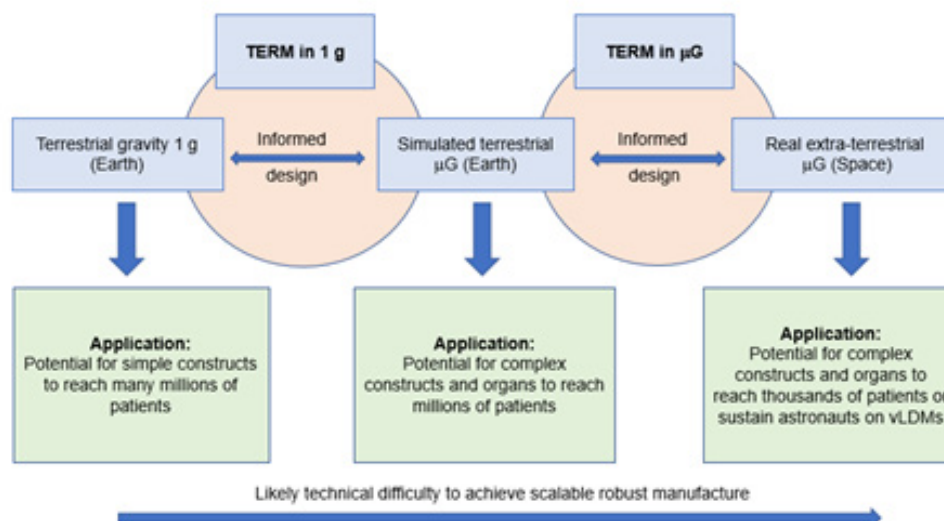 TERM in 1 g
TERM in µG
Terrestrial gravity 1 g
(Earth)
Informed
design
Simulated terrestrial
µG (Earth)
Informed
design
Real extra-terrestrial
µG (Space)
Application:
Potential for simple constructs
to reach many millions of
patients
Application:
Potential for complex
constructs and organs to reach
millions of patients
Application:
Potential for complex
constructs and organs to
reach thousands of patients or
sustain astronauts on vLDMs
Likely technical difficulty to achieve scalable robust manufacture